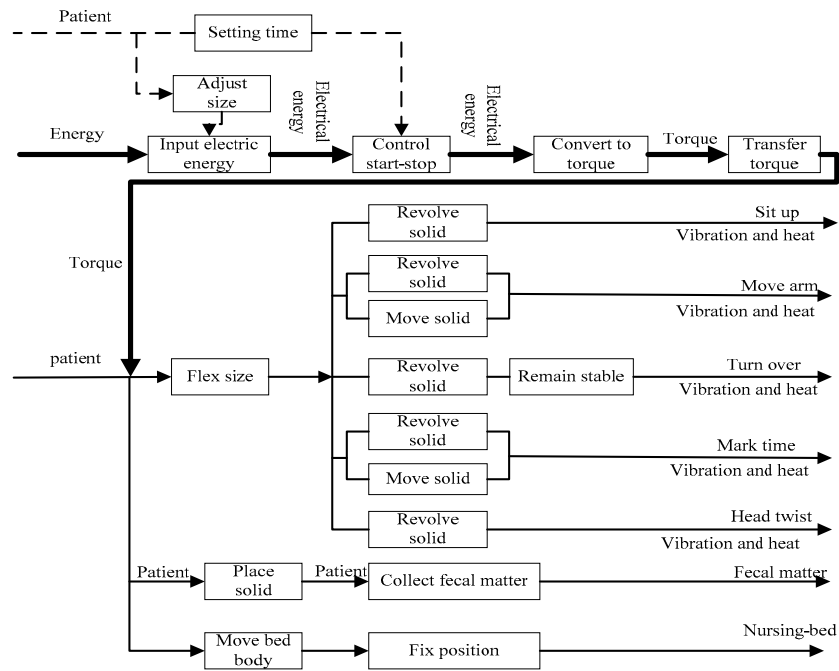 Patient
Setting time
Adjust
size
Energy
Input electric
energy
Electrical
energy
Control
start-stop
Electrical
energy
Convert to
torque
Torque
Transfer
torque
Torque
Revolve
solid
Sit up
Vibration and heat
Revolve
solid
Move solid
Move arm
Vibration and heat
patient
Flex size
Revolve
solid
Remain stable
Turn over
Vibration and heat
Revolve
solid
Move solid
Mark time
Vibration and heat
Revolve
solid
Head twist
Vibration and heat
Patient
Place
solid
Patient
Collect fecal matter
Fecal matter
Move bed
body
Fix position
Nursing-bed